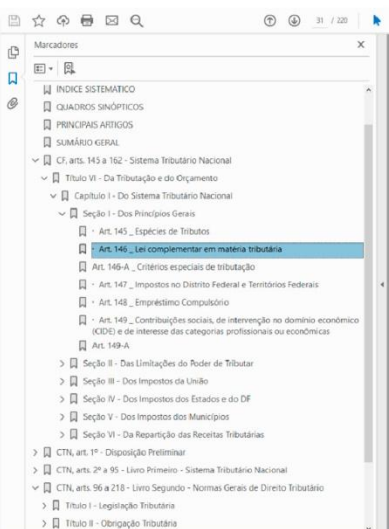 31 / 220
Marcadores X
ÍNDICE SISTEMÁTICO
QUADROS SINÓPTICOS
PRINCIPAIS ARTIGOS
SUMÁRIO GERAL
CF, arts. 145 a 162 - Sistema Tributário Nacional
Título VI - Da Tributação e do Orçamento
Capítulo I - Do Sistema Tributário Nacional
Seção I - Dos Princípios Gerais
· Art. 145 _ Espécies de Tributos
· Art. 146 _ Lei complementar em matéria tributária
Art. 146-A _ Critérios especiais de tributação
· Art. 147 _ Impostos no Distrito Federal e Territórios Federais
· Art. 148 _ Empréstimo Compulsório
· Art. 149 _ Contribuições sociais, de intervenção no domínio econômico
(CIDE) e de interesse das categorias profissionais ou econômicas
Art. 149-A
Seção II - Das Limitações do Poder de Tributar
Seção III - Dos Impostos da União
Seção IV - Dos Impostos dos Estados e do DF
Seção V - Dos Impostos dos Municípios
Seção VI - Da Repartição das Receitas Tributárias
CTN, art. 1º - Disposição Preliminar
CTN, arts. 2º a 95 - Livro Primeiro - Sistema Tributário Nacional
CTN, arts. 96 a 218 - Livro Segundo - Normas Gerais de Direito Tributário
Título I - Legislação Tributária
Título II - Obrigação Tributária